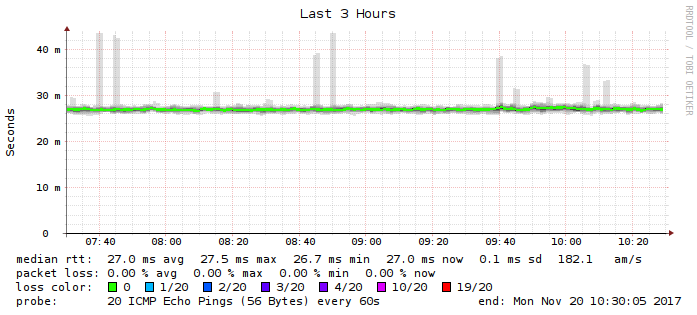 Last 3 Hours
RRDTOOL / TOBI OETIKER
Seconds
40 m
30 m
20 m
10 m
0
07:40 08:00 08:20 08:40 09:00 09:20 09:40 10:00 10:20
median rtt: 27.0 ms avg 27.5 ms max 26.7 ms min 27.0 ms now 0.1 ms sd 182.1 am/s
packet loss: 0.00 % avg 0.00 % max 0.00 % min 0.00 % now
loss color: 0 1/20 2/20 3/20 4/20 10/20 19/20
probe: 20 ICMP Echo Pings (56 Bytes) every 60s end: Mon Nov 20 10:30:05 2017